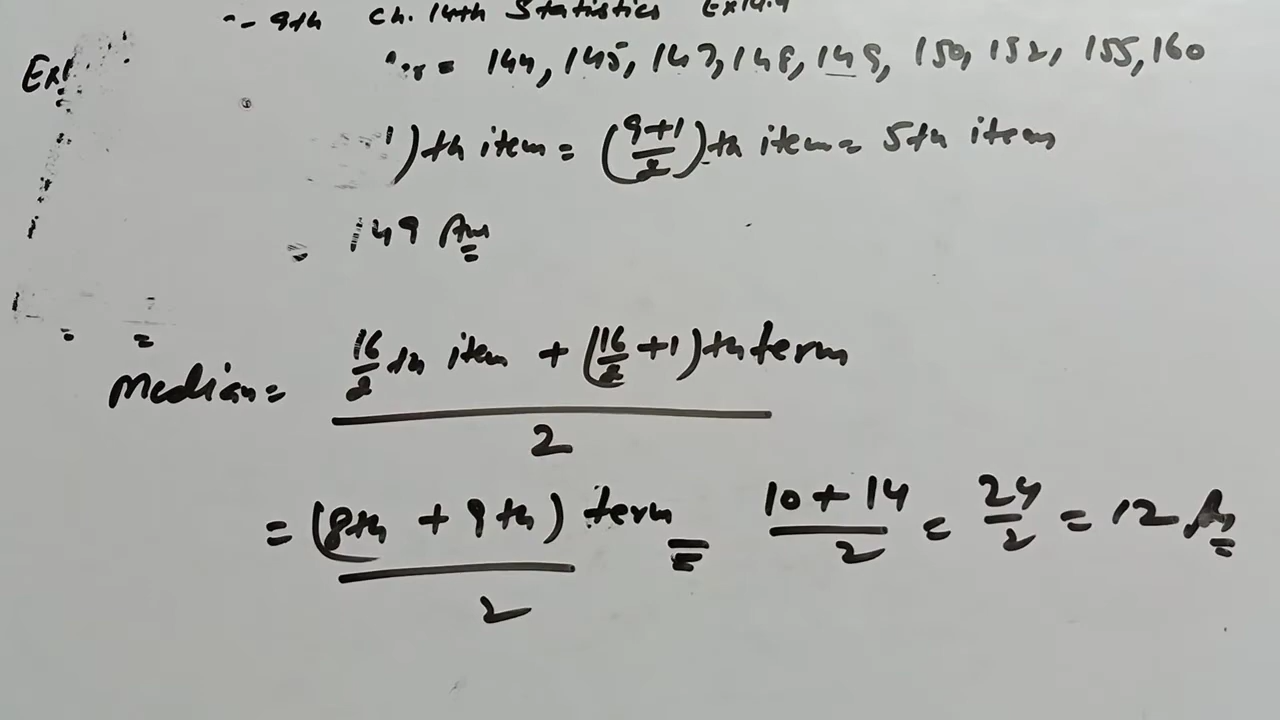 9th Ch. 14th Statistics Ex14.4
= 144, 145, 147, 148, 149, 150, 152, 155, 160
)th item = (9+1/2)th item = 5th item
= 149 Ans
Median = 16/2 th item + (16/2 +1)th term / 2
= (8th + 9th) term / 2 = 10 + 14 / 2 = 24/2 = 12 Ans